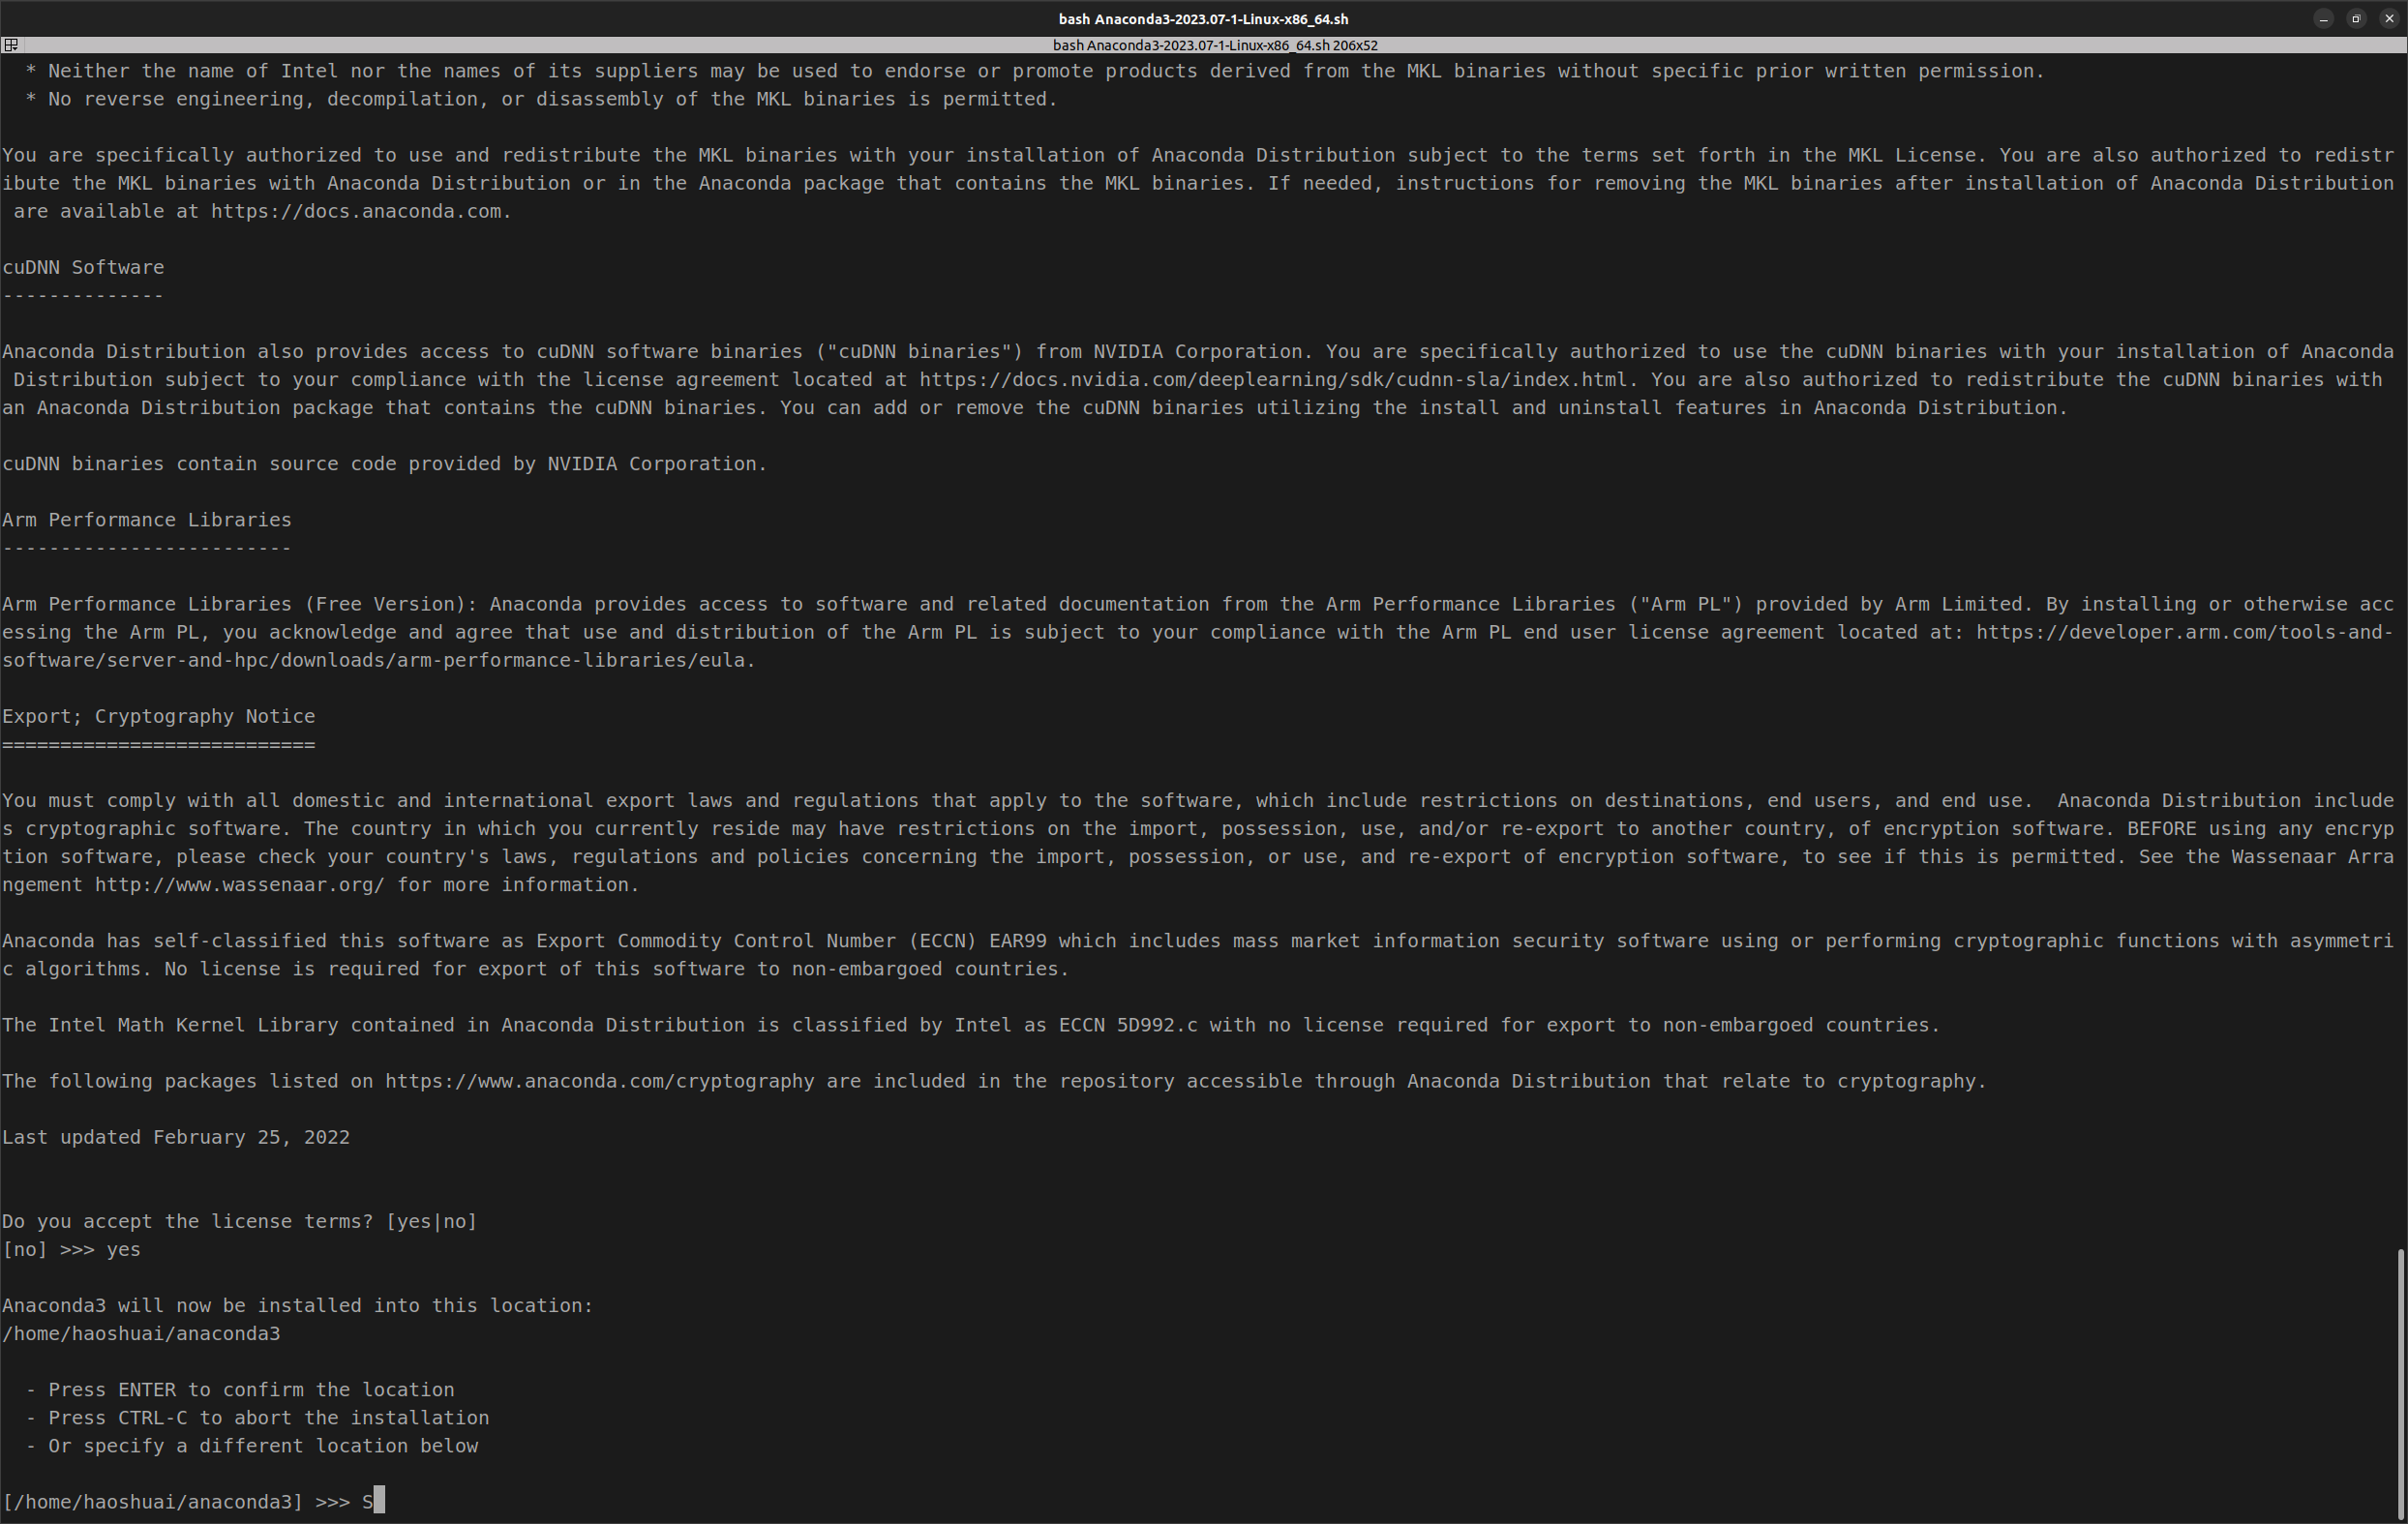 bash Anaconda3-2023.07-1-Linux-x86_64.sh
bash Anaconda3-2023.07-1-Linux-x86_64.sh 206x52
  * Neither the name of Intel nor the names of its suppliers may be used to endorse or promote products derived from the MKL binaries without specific prior written permission.
  * No reverse engineering, decompilation, or disassembly of the MKL binaries is permitted.
You are specifically authorized to use and redistribute the MKL binaries with your installation of Anaconda Distribution subject to the terms set forth in the MKL License. You are also authorized to redistr
ibute the MKL binaries with Anaconda Distribution or in the Anaconda package that contains the MKL binaries. If needed, instructions for removing the MKL binaries after installation of Anaconda Distribution
 are available at https://docs.anaconda.com.
cuDNN Software
--------------
Anaconda Distribution also provides access to cuDNN software binaries ("cuDNN binaries") from NVIDIA Corporation. You are specifically authorized to use the cuDNN binaries with your installation of Anaconda
 Distribution subject to your compliance with the license agreement located at https://docs.nvidia.com/deeplearning/sdk/cudnn-sla/index.html. You are also authorized to redistribute the cuDNN binaries with
an Anaconda Distribution package that contains the cuDNN binaries. You can add or remove the cuDNN binaries utilizing the install and uninstall features in Anaconda Distribution.
cuDNN binaries contain source code provided by NVIDIA Corporation.
Arm Performance Libraries
-------------------------
Arm Performance Libraries (Free Version): Anaconda provides access to software and related documentation from the Arm Performance Libraries ("Arm PL") provided by Arm Limited. By installing or otherwise acc
essing the Arm PL, you acknowledge and agree that use and distribution of the Arm PL is subject to your compliance with the Arm PL end user license agreement located at: https://developer.arm.com/tools-and-
software/server-and-hpc/downloads/arm-performance-libraries/eula.
Export; Cryptography Notice
===========================
You must comply with all domestic and international export laws and regulations that apply to the software, which include restrictions on destinations, end users, and end use.  Anaconda Distribution include
s cryptographic software. The country in which you currently reside may have restrictions on the import, possession, use, and/or re-export to another country, of encryption software. BEFORE using any encryp
tion software, please check your country's laws, regulations and policies concerning the import, possession, or use, and re-export of encryption software, to see if this is permitted. See the Wassenaar Arra
ngement http://www.wassenaar.org/ for more information.
Anaconda has self-classified this software as Export Commodity Control Number (ECCN) EAR99 which includes mass market information security software using or performing cryptographic functions with asymmetri
c algorithms. No license is required for export of this software to non-embargoed countries.
The Intel Math Kernel Library contained in Anaconda Distribution is classified by Intel as ECCN 5D992.c with no license required for export to non-embargoed countries.
The following packages listed on https://www.anaconda.com/cryptography are included in the repository accessible through Anaconda Distribution that relate to cryptography.
Last updated February 25, 2022
Do you accept the license terms? [yes|no]
[no] >>> yes
Anaconda3 will now be installed into this location:
/home/haoshuai/anaconda3
  - Press ENTER to confirm the location
  - Press CTRL-C to abort the installation
  - Or specify a different location below
[/home/haoshuai/anaconda3] >>> S